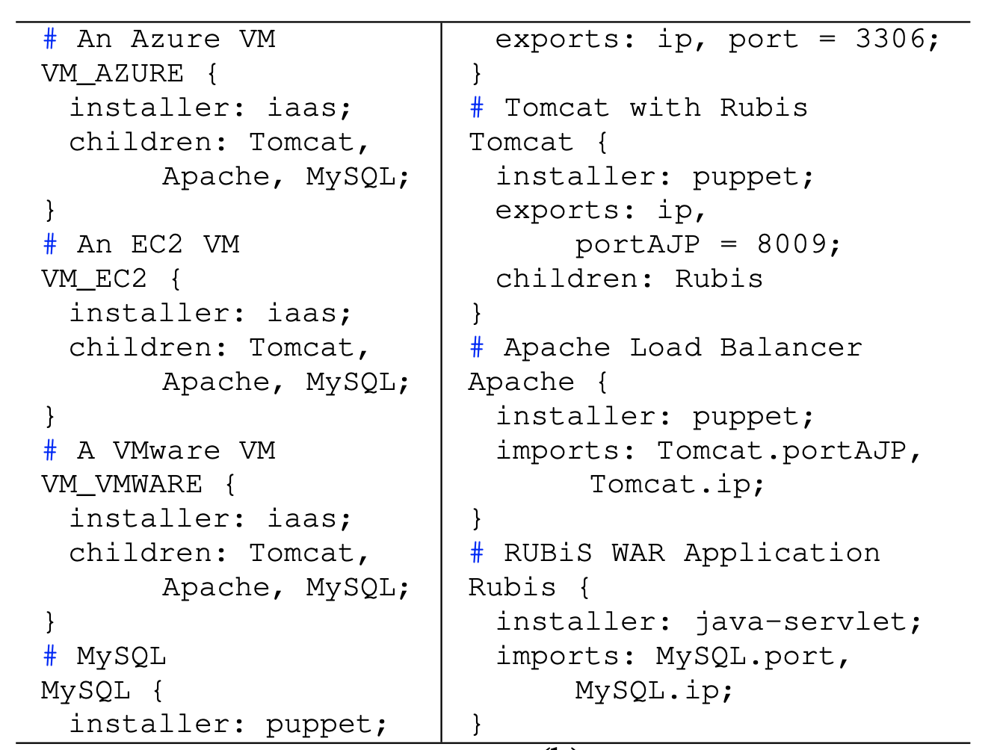 # An Azure VM
VM_AZURE {
  installer: iaas;
  children: Tomcat,
        Apache, MySQL;
}
# An EC2 VM
VM_EC2 {
  installer: iaas;
  children: Tomcat,
        Apache, MySQL;
}
# A VMware VM
VM_VMWARE {
  installer: iaas;
  children: Tomcat,
        Apache, MySQL;
}
# MySQL
MySQL {
  installer: puppet;
  exports: ip, port = 3306;
}
# Tomcat with Rubis
Tomcat {
  installer: puppet;
  exports: ip,
        portAJP = 8009;
  children: Rubis
}
# Apache Load Balancer
Apache {
  installer: puppet;
  imports: Tomcat.portAJP,
         Tomcat.ip;
}
# RUBiS WAR Application
Rubis {
  installer: java-servlet;
  imports: MySQL.port,
        MySQL.ip;
}